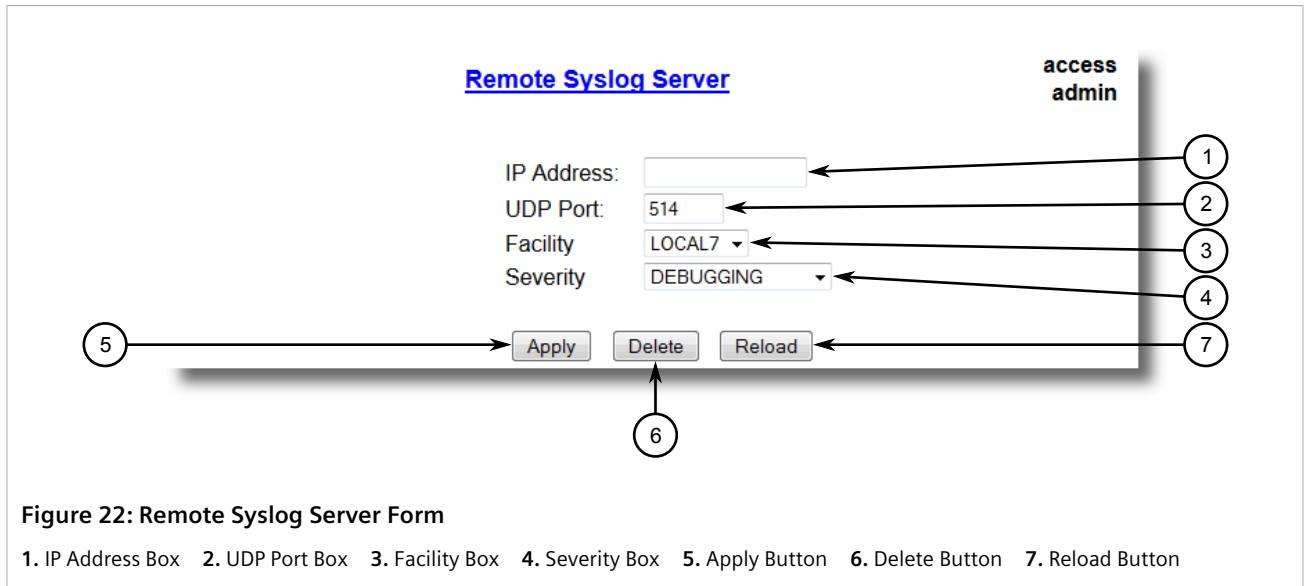 Remote Syslog Server
access
admin
IP Address:
1
UDP Port: 514
2
Facility LOCAL7
3
Severity DEBUGGING
4
5
Apply Delete Reload
7
6
Figure 22: Remote Syslog Server Form
1. IP Address Box 2. UDP Port Box 3. Facility Box 4. Severity Box 5. Apply Button 6. Delete Button 7. Reload Button